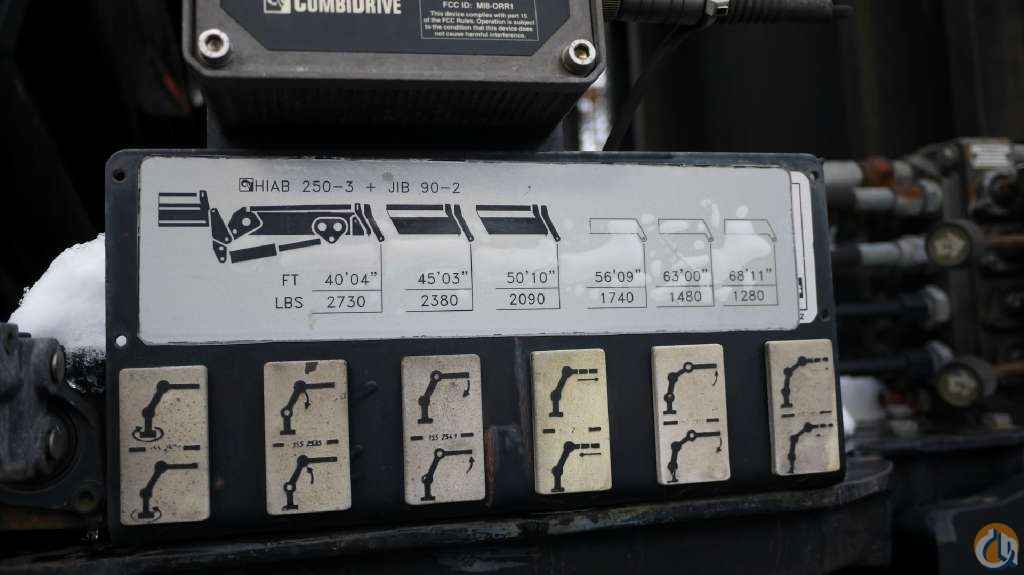 COMBIDRIVE
FCC ID: MIB-ORR1
This device complies with part 15
of the FCC Rules. Operation is subject
to the condition that this device does
not cause harmful interference.
HIAB 250-3 + JIB 90-2
FT 40'04" 45'03" 50'10" 56'09" 63'00" 68'11"
LBS 2730 2380 2090 1740 1480 1280